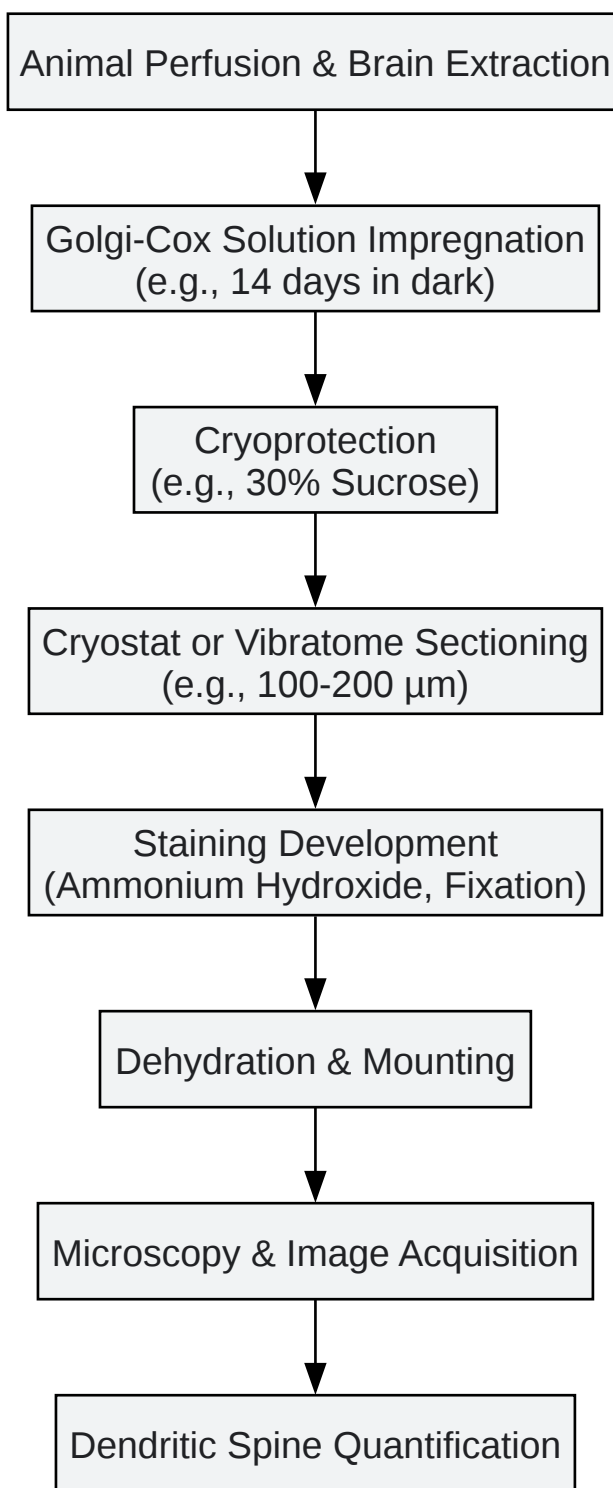 Animal Perfusion & Brain Extraction
Golgi-Cox Solution Impregnation
(e.g., 14 days in dark)
Cryoprotection
(e.g., 30% Sucrose)
Cryostat or Vibratome Sectioning
(e.g., 100-200 µm)
Staining Development
(Ammonium Hydroxide, Fixation)
Dehydration & Mounting
Microscopy & Image Acquisition
Dendritic Spine Quantification